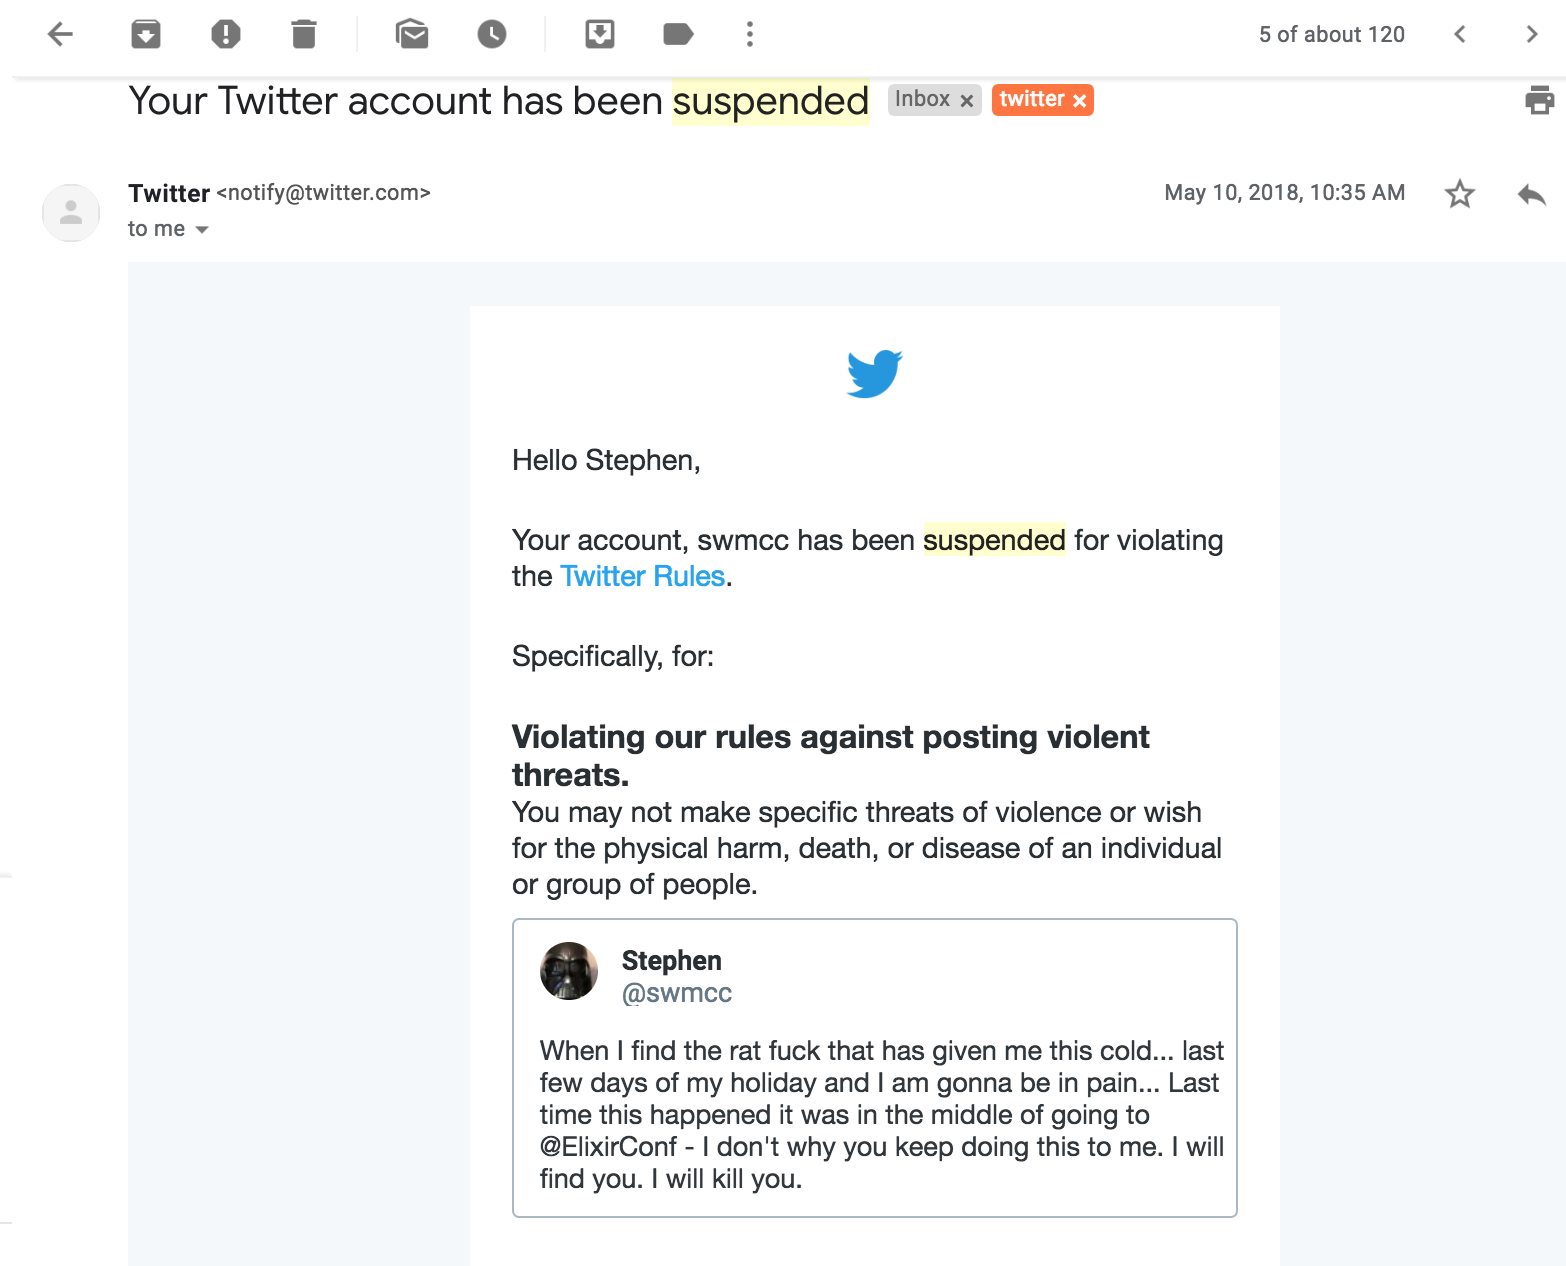 5 of about 120
Your Twitter account has been suspended Inbox x twitter x
Twitter <notify@twitter.com> May 10, 2018, 10:35 AM
to me
Hello Stephen,
Your account, swmcc has been suspended for violating
the Twitter Rules.
Specifically, for:
Violating our rules against posting violent
threats.
You may not make specific threats of violence or wish
for the physical harm, death, or disease of an individual
or group of people.
Stephen
@swmcc
When I find the rat fuck that has given me this cold... last
few days of my holiday and I am gonna be in pain... Last
time this happened it was in the middle of going to
@ElixirConf - I don't why you keep doing this to me. I will
find you. I will kill you.